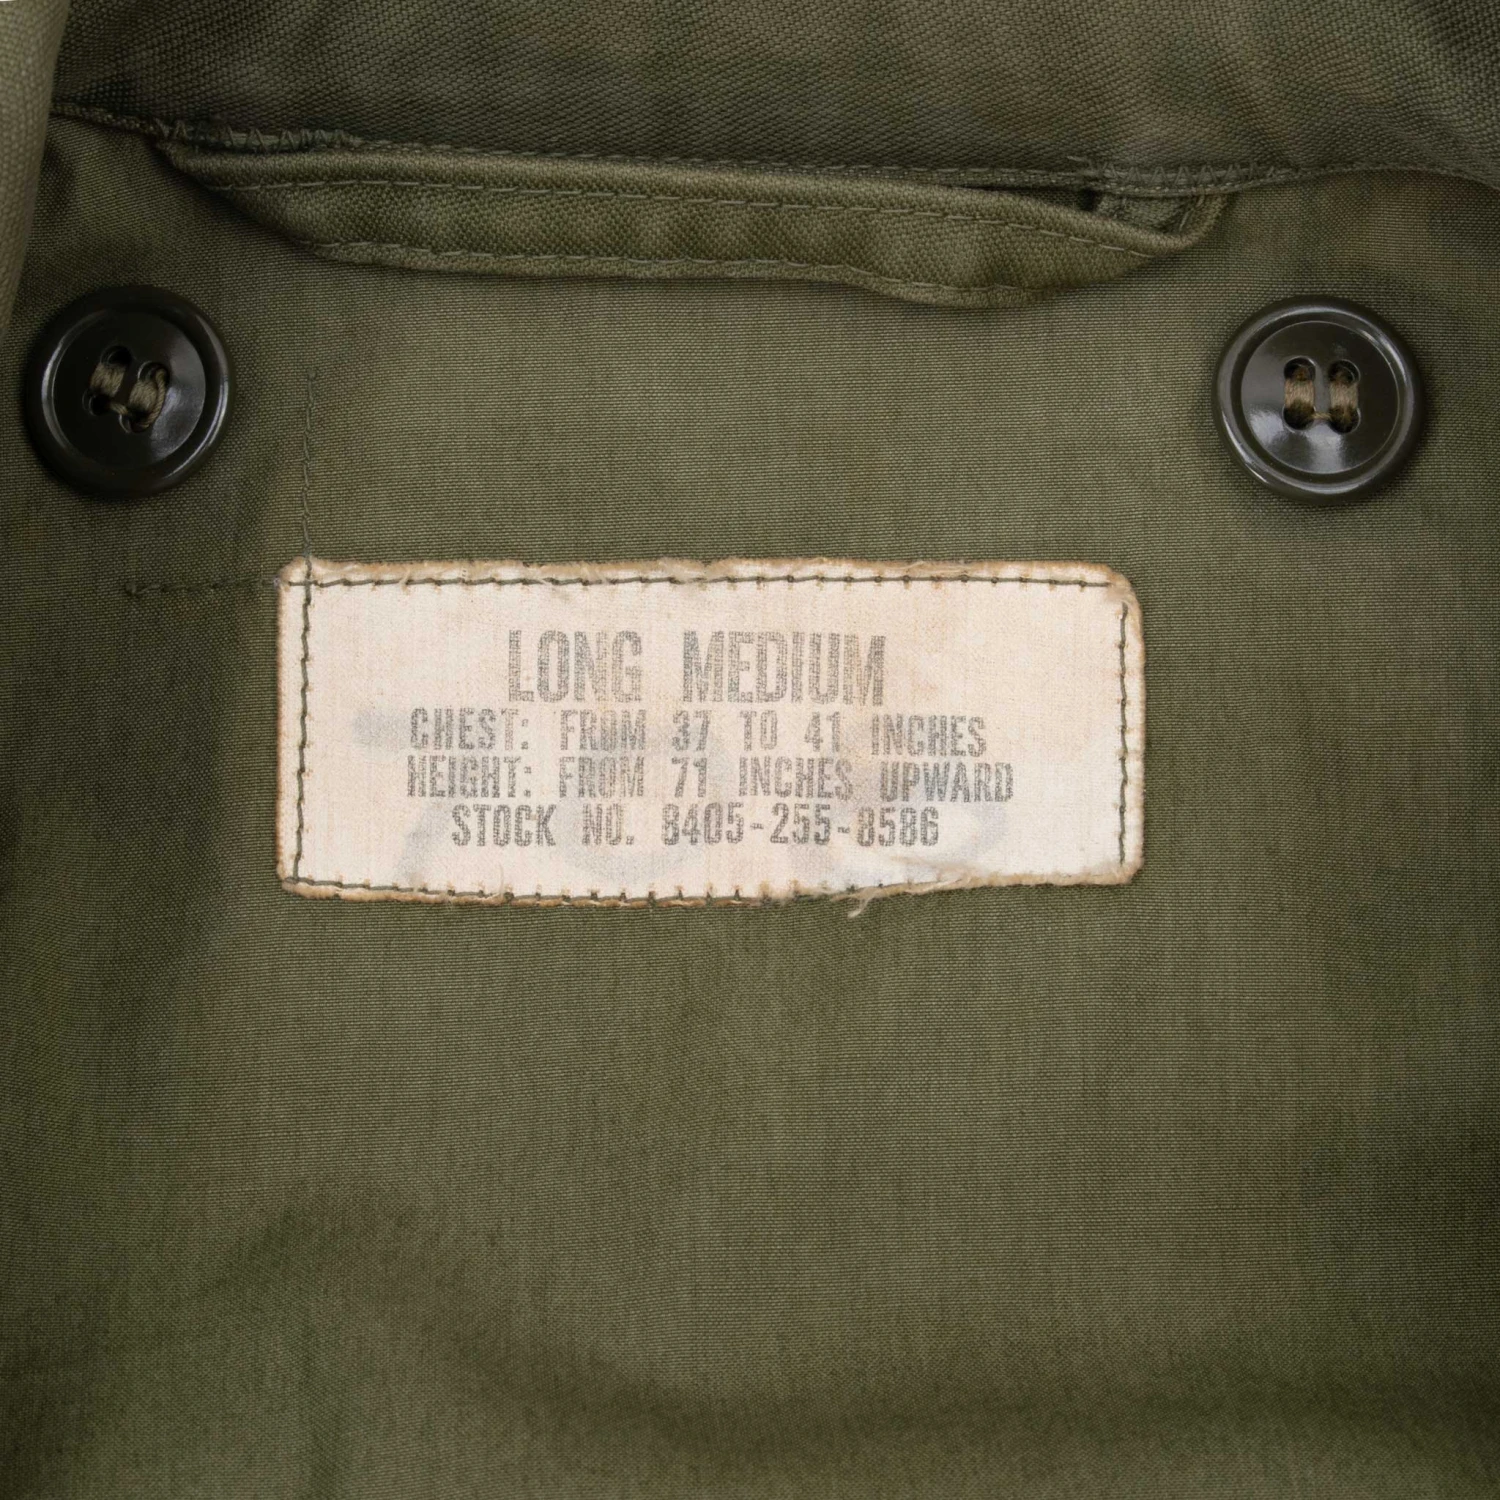 LONG MEDIUM
CHEST: FROM 37 TO 41 INCHES
HEIGHT: FROM 71 INCHES UPWARD
STOCK NO. 8405-255-8586